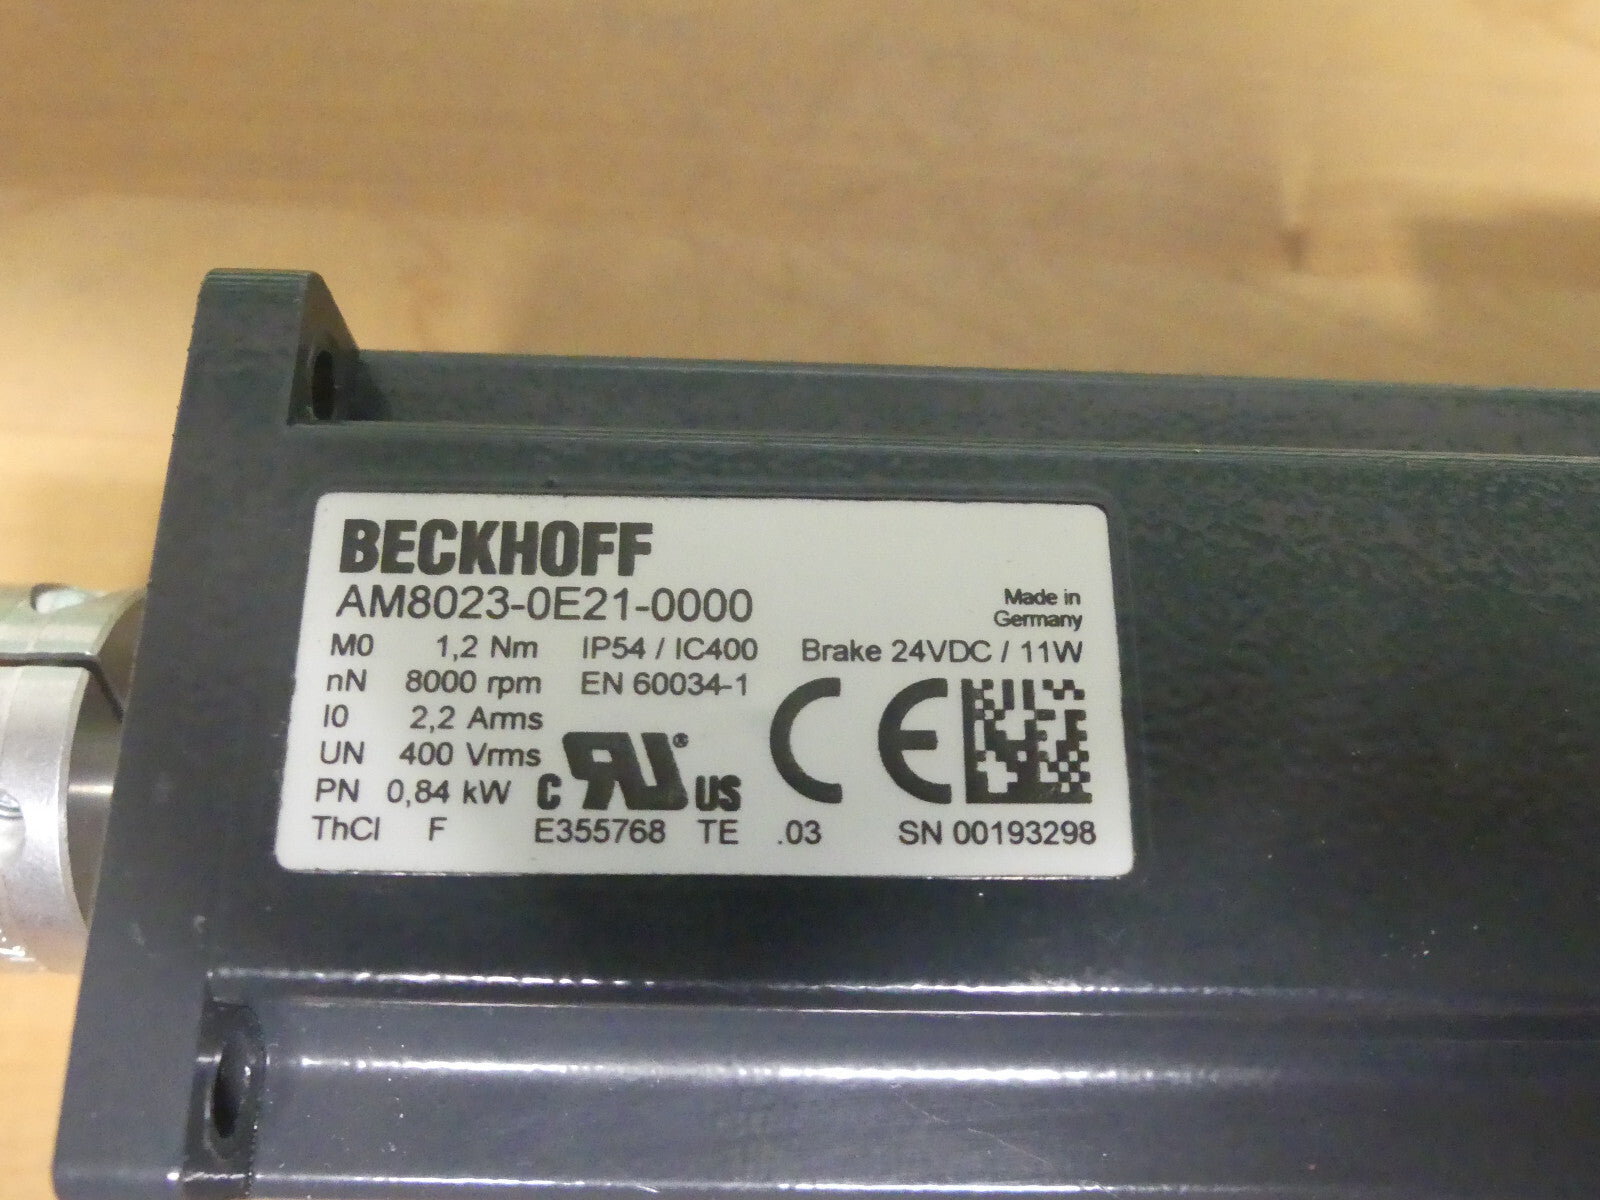 BECKHOFF
AM8023-0E21-0000
Made in
Germany
M0 1,2 Nm IP54 / IC400 Brake 24VDC / 11W
nN 8000 rpm EN 60034-1
I0 2,2 Arms
UN 400 Vrms
PN 0,84 kW
C RU ® US
CE
ThCl F E355768 TE .03 SN 00193298